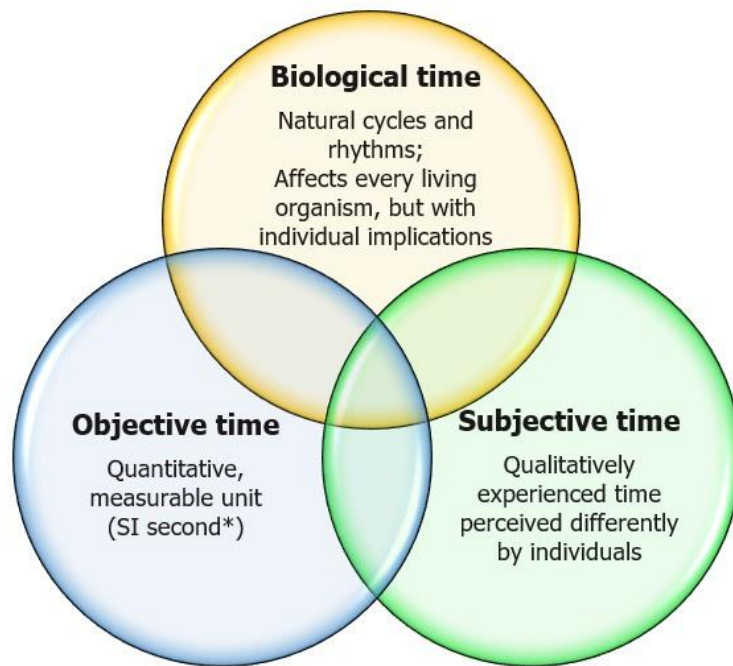 Biological time
Natural cycles and
rhythms;
Affects every living
organism, but with
individual implications
Objective time
Quantitative,
measurable unit
(SI second*)
Subjective time
Qualitatively
experienced time
perceived differently
by individuals